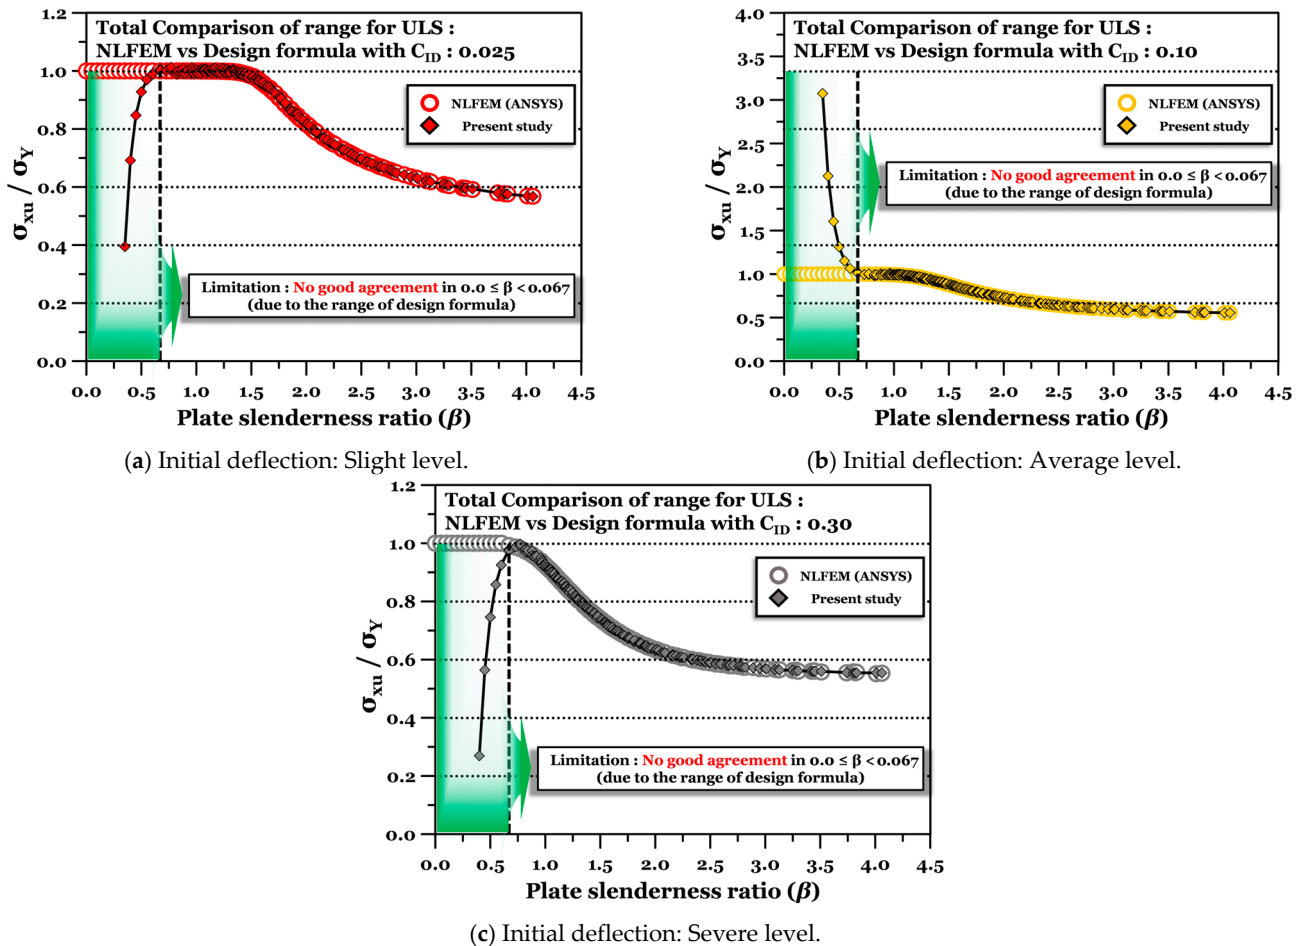 1.2
1.0
0.8
0.6
0.4
0.2
0.0
σxu / σY
Total Comparison of range for ULS :
NLFEM vs Design formula with CID : 0.025
NLFEM (ANSYS)
Present study
Limitation : No good agreement in 0.0 ≤ β < 0.067
(due to the range of design formula)
0.0 0.5 1.0 1.5 2.0 2.5 3.0 3.5 4.0 4.5
Plate slenderness ratio (β)
(a) Initial deflection: Slight level.
4.0
3.5
3.0
2.5
2.0
1.5
1.0
0.5
0.0
σxu / σY
Total Comparison of range for ULS :
NLFEM vs Design formula with CID : 0.10
NLFEM (ANSYS)
Present study
Limitation : No good agreement in 0.0 ≤ β < 0.067
(due to the range of design formula)
0.0 0.5 1.0 1.5 2.0 2.5 3.0 3.5 4.0 4.5
Plate slenderness ratio (β)
(b) Initial deflection: Average level.
1.2
1.0
0.8
0.6
0.4
0.2
0.0
σxu / σY
Total Comparison of range for ULS :
NLFEM vs Design formula with CID : 0.30
NLFEM (ANSYS)
Present study
Limitation : No good agreement in 0.0 ≤ β < 0.067
(due to the range of design formula)
0.0 0.5 1.0 1.5 2.0 2.5 3.0 3.5 4.0 4.5
Plate slenderness ratio (β)
(c) Initial deflection: Severe level.